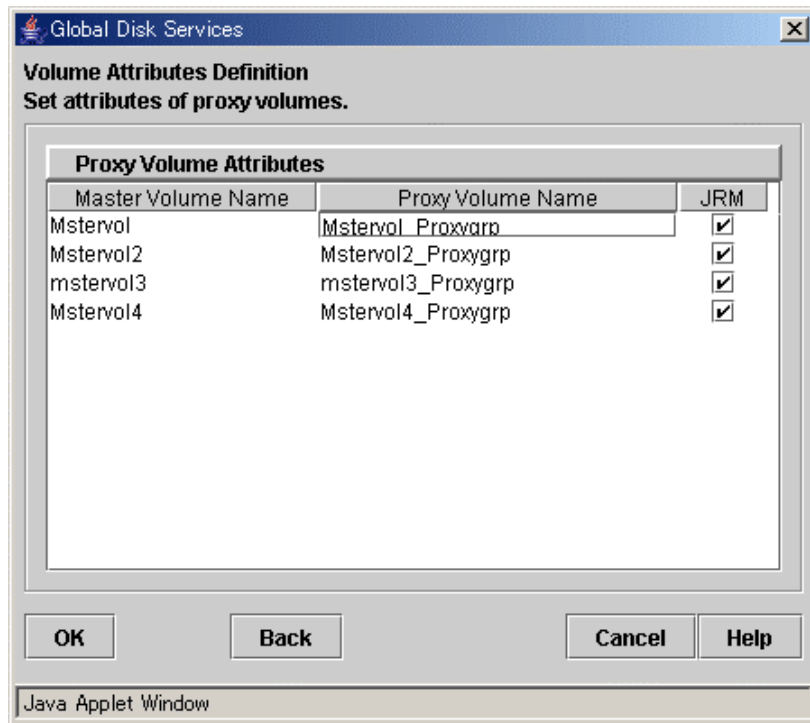 Global Disk Services
Volume Attributes Definition
Set attributes of proxy volumes.
Proxy Volume Attributes
Master Volume Name Proxy Volume Name JRM
Mstervol Mstervol_Proxygrp
Mstervol2 Mstervol2_Proxygrp
mstervol3 mstervol3_Proxygrp
Mstervol4 Mstervol4_Proxygrp
OK Back Cancel Help
Java Applet Window